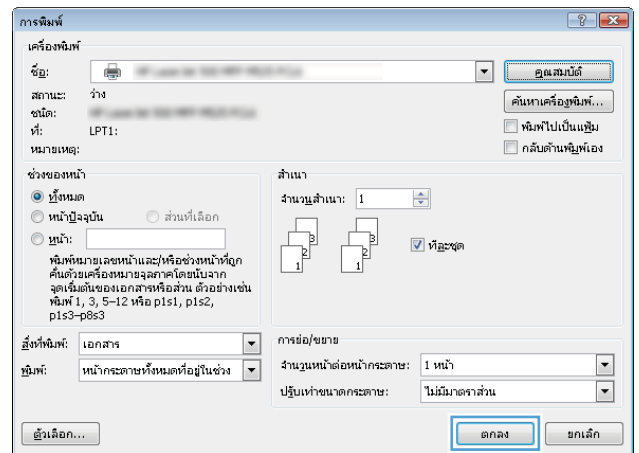 การพิมพ์
เครื่องพิมพ์
ชื่อ:
คุณสมบัติ
สถานะ: ว่าง
ชนิด:
ค้นหาเครื่องพิมพ์...
ที่: LPT1:
พิมพ์ไปเป็นแฟ้ม
หมายเหตุ:
กลับด้านพิมพ์เอง
ช่วงของหน้า
ทั้งหมด
หน้าปัจจุบัน ส่วนที่เลือก
หน้า:
พิมพ์หมายเลขหน้าและ/หรือช่วงหน้าที่ถูก
คั่นด้วยเครื่องหมายจุลภาคโดยนับจาก
จุดเริ่มต้นของเอกสารหรือส่วน ตัวอย่างเช่น
พิมพ์ 1, 3, 5–12 หรือ p1s1, p1s2,
p1s3–p8s3
สำเนา
จำนวนสำเนา: 1
3 3
2 2
1 1
ทีละชุด
สิ่งที่พิมพ์: เอกสาร
พิมพ์: หน้ากระดาษทั้งหมดที่อยู่ในช่วง
การย่อ/ขยาย
จำนวนหน้าต่อหน้ากระดาษ: 1 หน้า
ปรับเท่าขนาดกระดาษ: ไม่มีมาตราส่วน
ตัวเลือก...
ตกลง
ยกเลิก